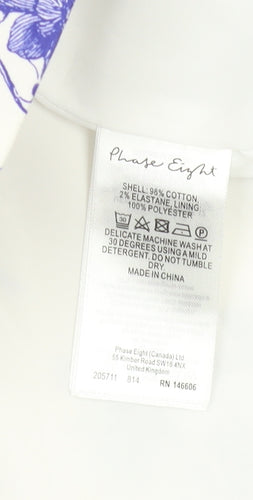 Phase Eight
SHELL: 98% COTTON,
2% ELASTANE, LINING:
100% POLYESTER
30
P
DELICATE MACHINE WASH AT
30 DEGREES USING A MILD
DETERGENT. DO NOT TUMBLE
DRY.
MADE IN CHINA
Phase Eight (Canada) Ltd.
55 Kimber Road SW18 4NX
United Kingdom
205711 814 RN 146606